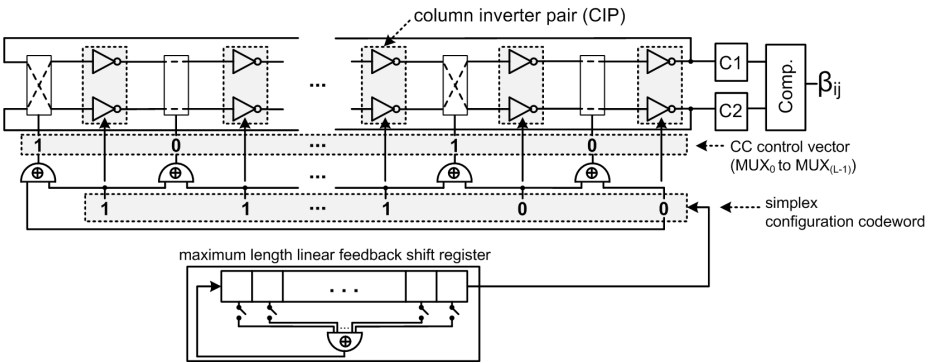 column inverter pair (CIP)
...
C1
C2
Comp.
βij
...
1 0 ... 1 0
CC control vector
(MUX0 to MUX(L-1))
⊕ ⊕ ... ⊕ ⊕
1 1 ... 1 0 0
simplex
configuration codeword
maximum length linear feedback shift register
. . .
...
⊕